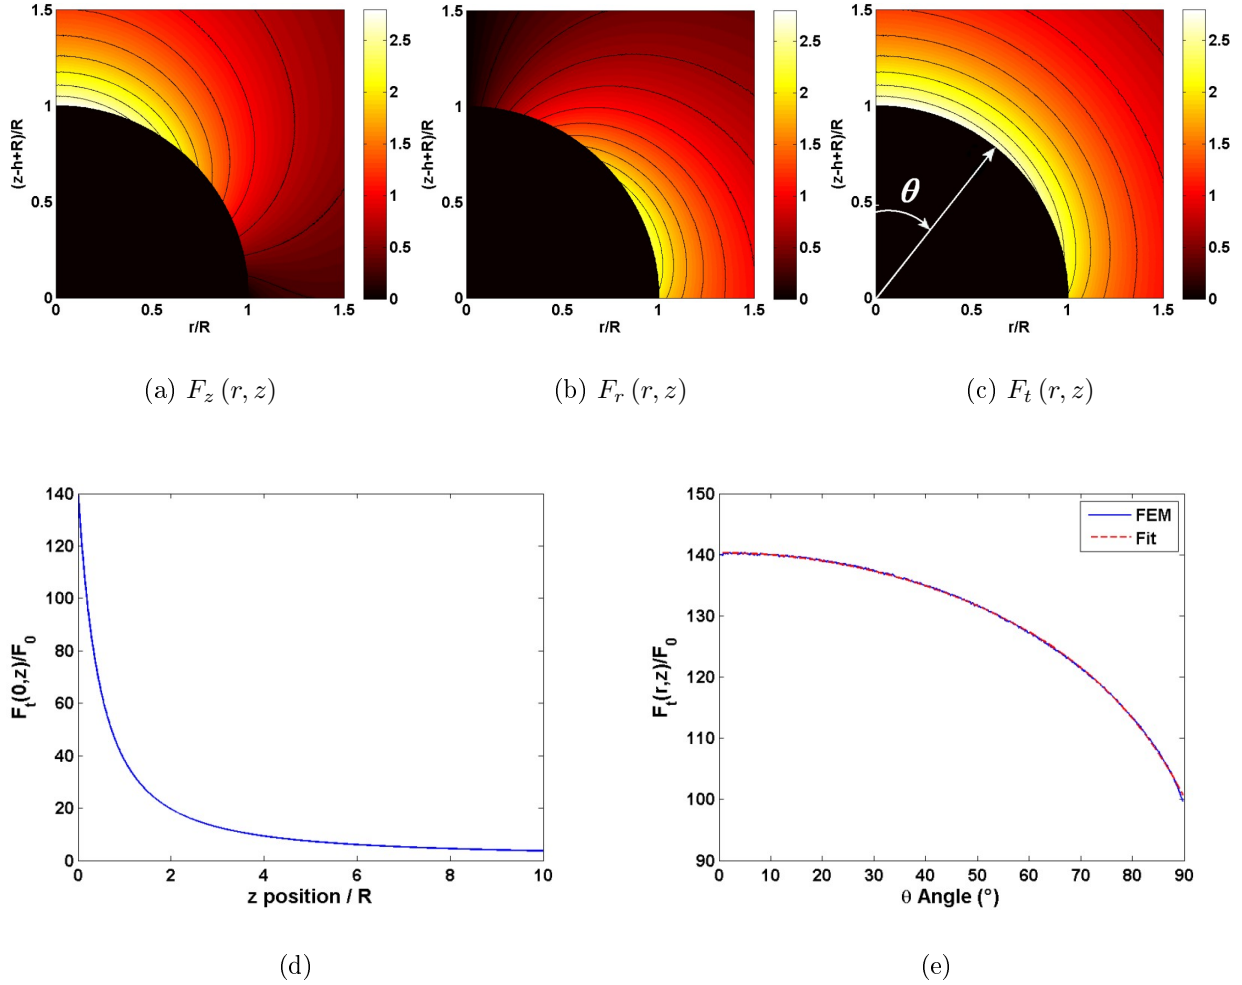 1.5
1
0.5
0
0
0.5
1
1.5
(z-h+R)/R
r/R
2.5
2
1.5
1
0.5
0
(a) F_z (r, z)
1.5
1
0.5
0
0
0.5
1
1.5
(z-h+R)/R
r/R
2.5
2
1.5
1
0.5
0
(b) F_r (r, z)
1.5
1
0.5
0
0
0.5
1
1.5
(z-h+R)/R
r/R
θ
2.5
2
1.5
1
0.5
0
(c) F_t (r, z)
140
120
100
80
60
40
20
0
0 2 4 6 8 10
F_t(0,z)/F_0
z position / R
(d)
150
140
130
120
110
100
90
0 10 20 30 40 50 60 70 80 90
F_t(r,z)/F_0
θ Angle (°)
FEM
Fit
(e)